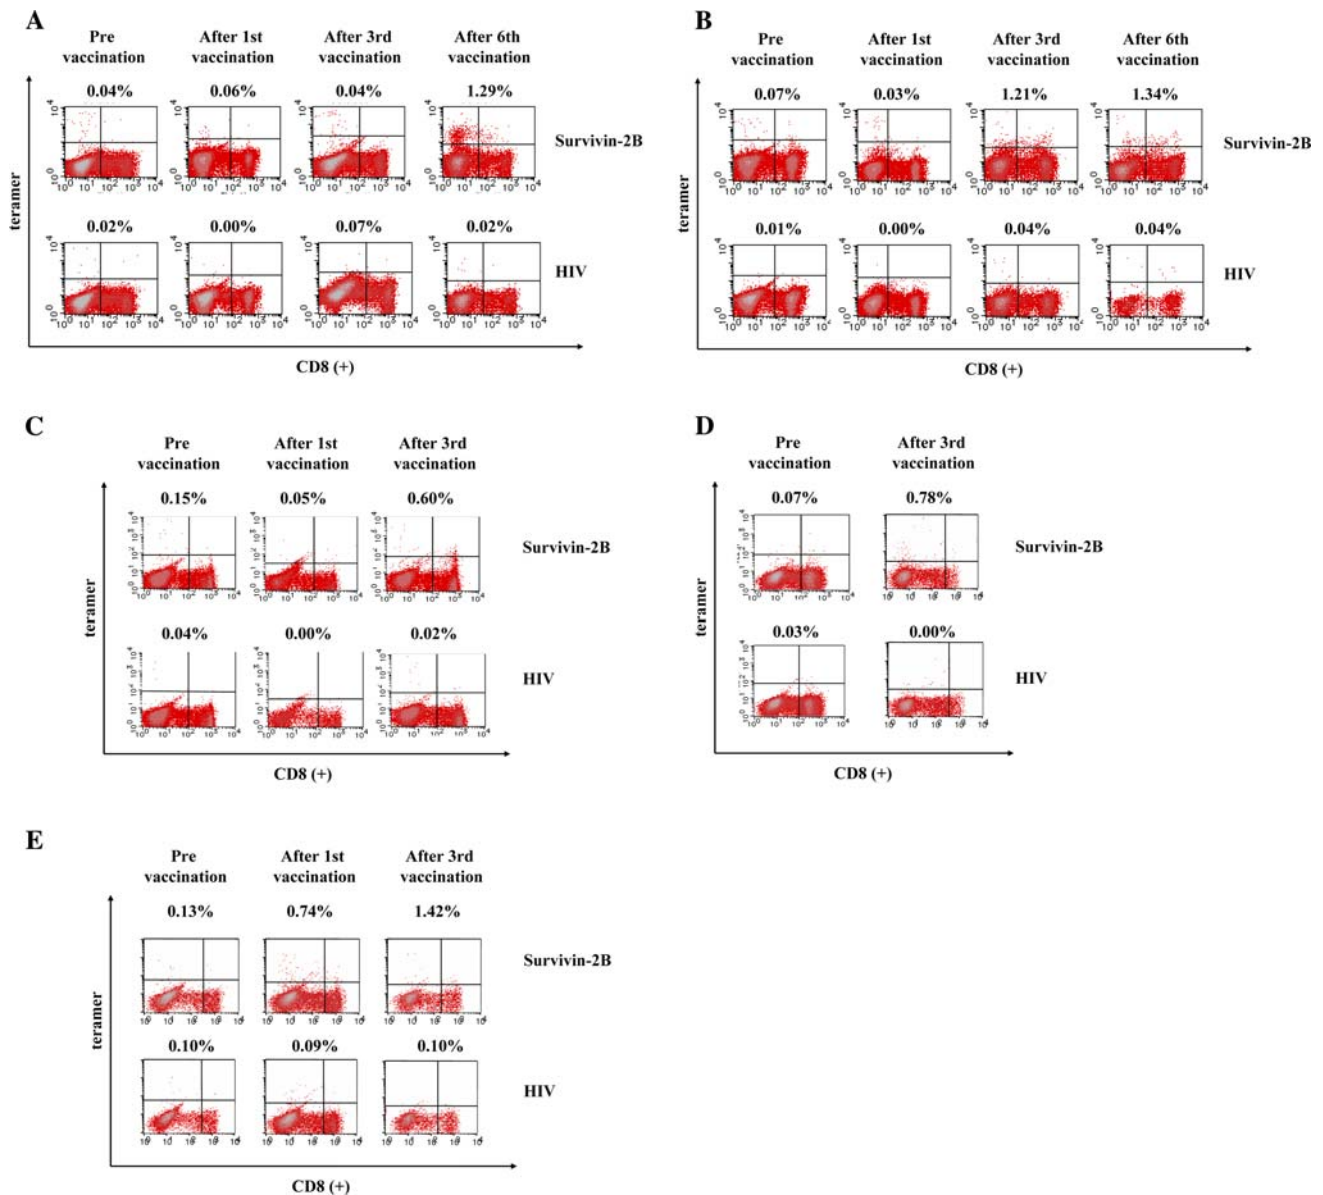 A
Pre vaccination
After 1st vaccination
After 3rd vaccination
After 6th vaccination
0.04%
0.06%
0.04%
1.29%
Survivin-2B
0.02%
0.00%
0.07%
0.02%
HIV
teramer
CD8 (+)
B
Pre vaccination
After 1st vaccination
After 3rd vaccination
After 6th vaccination
0.07%
0.03%
1.21%
1.34%
Survivin-2B
0.01%
0.00%
0.04%
0.04%
HIV
teramer
CD8 (+)
C
Pre vaccination
After 1st vaccination
After 3rd vaccination
0.15%
0.05%
0.60%
Survivin-2B
0.04%
0.00%
0.02%
HIV
teramer
CD8 (+)
D
Pre vaccination
After 3rd vaccination
0.07%
0.78%
Survivin-2B
0.03%
0.00%
HIV
teramer
CD8 (+)
E
Pre vaccination
After 1st vaccination
After 3rd vaccination
0.13%
0.74%
1.42%
Survivin-2B
0.10%
0.09%
0.10%
HIV
teramer
CD8 (+)